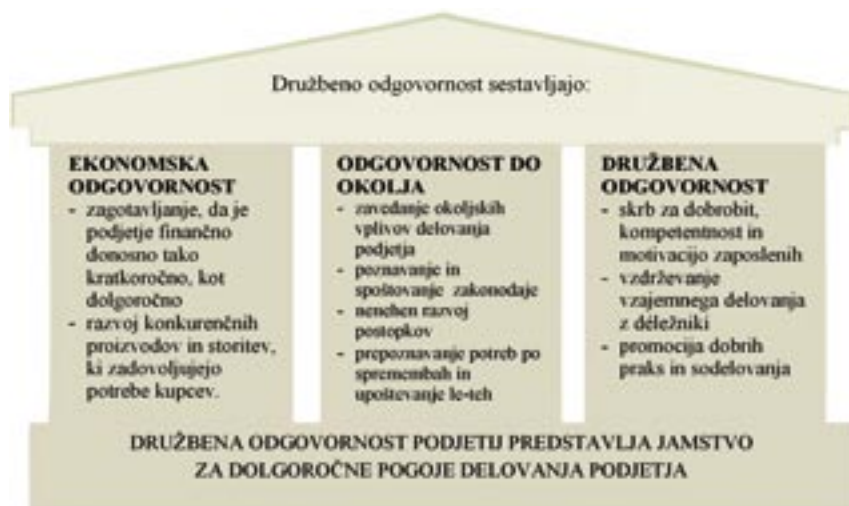 Družbeno odgovornost sestavljajo:
EKONOMSKA
ODGOVORNOST
- zagotavljanje, da je
podjetje finančno
donosno tako
kratkoročno, kot
dolgoročno
- razvoj konkurenčnih
proizvodov in storitev,
ki zadovoljujejo
potrebe kupcev.
ODGOVORNOST DO
OKOLJA
- zavedanje okoljskih
vplivov delovanja
podjetja
- poznavanje in
spoštovanje zakonodaje
- nenehen razvoj
postopkov
- prepoznavanje potreb po
spremembah in
upoštevanje le-teh
DRUŽBENA
ODGOVORNOST
- skrb za dobrobit,
kompetentnost in
motivacijo zaposlenih
- vzdrževanje
vzajemnega delovanja
z déležniki
- promocija dobrih
praks in sodelovanja
DRUŽBENA ODGOVORNOST PODJETIJ PREDSTAVLJA JAMSTVO
ZA DOLGOROČNE POGOJE DELOVANJA PODJETJA